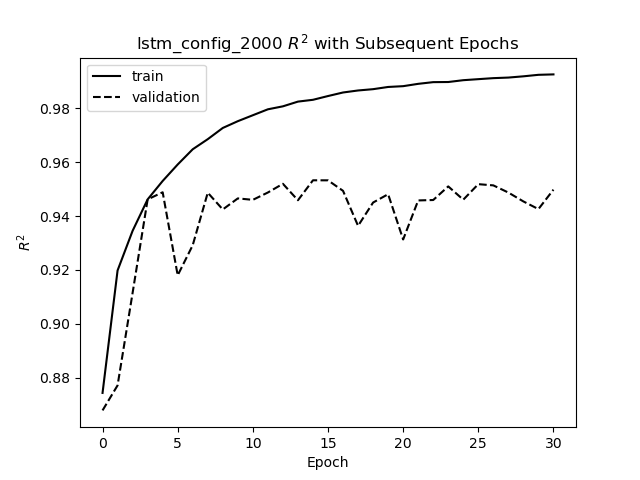 lstm_config_2000 R² with Subsequent Epochs
train
validation
R²
0.98
0.96
0.94
0.92
0.90
0.88
0 5 10 15 20 25 30
Epoch